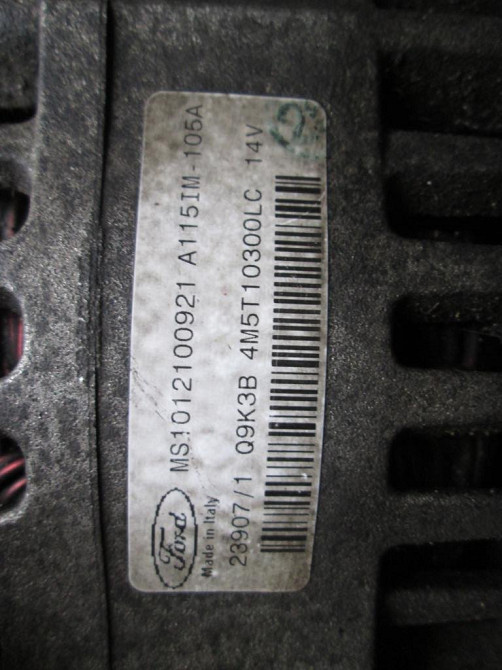 Ford
Made in Italy
MS1012100921 A115IM-105A
23907/1 Q9K3B 4M5T10300LC 14V